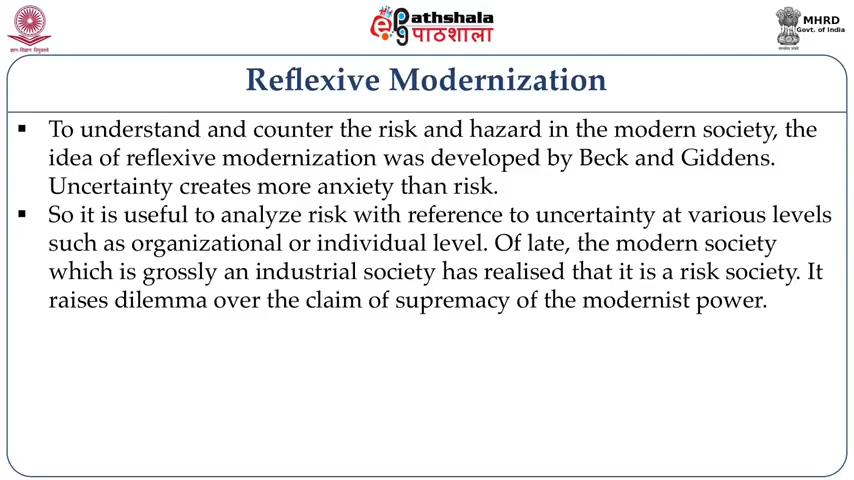 ePathshala
पाठशाला
MHRD
Govt. of India
Reflexive Modernization
▪ To understand and counter the risk and hazard in the modern society, the
idea of reflexive modernization was developed by Beck and Giddens.
Uncertainty creates more anxiety than risk.
▪ So it is useful to analyze risk with reference to uncertainty at various levels
such as organizational or individual level. Of late, the modern society
which is grossly an industrial society has realised that it is a risk society. It
raises dilemma over the claim of supremacy of the modernist power.